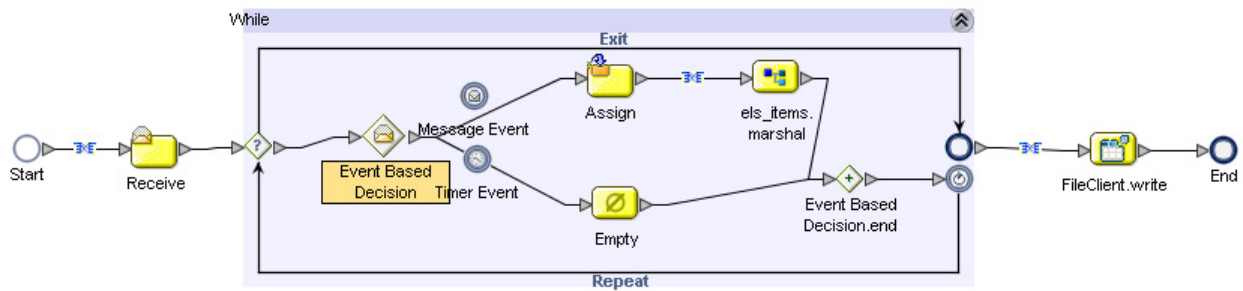 While
Exit
Start
Receive
?
Message Event
Event Based
Decision
Timer Event
Assign
els_items.
marshal
Empty
Event Based
Decision.end
FileClient.write
End
Repeat